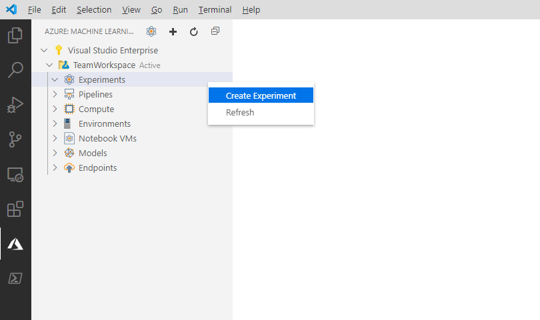 File Edit Selection View Go Run Terminal Help
AZURE: MACHINE LEARNI...
Visual Studio Enterprise
TeamWorkspace Active
Experiments
Create Experiment
Pipelines
Refresh
Compute
Environments
Notebook VMs
Models
Endpoints